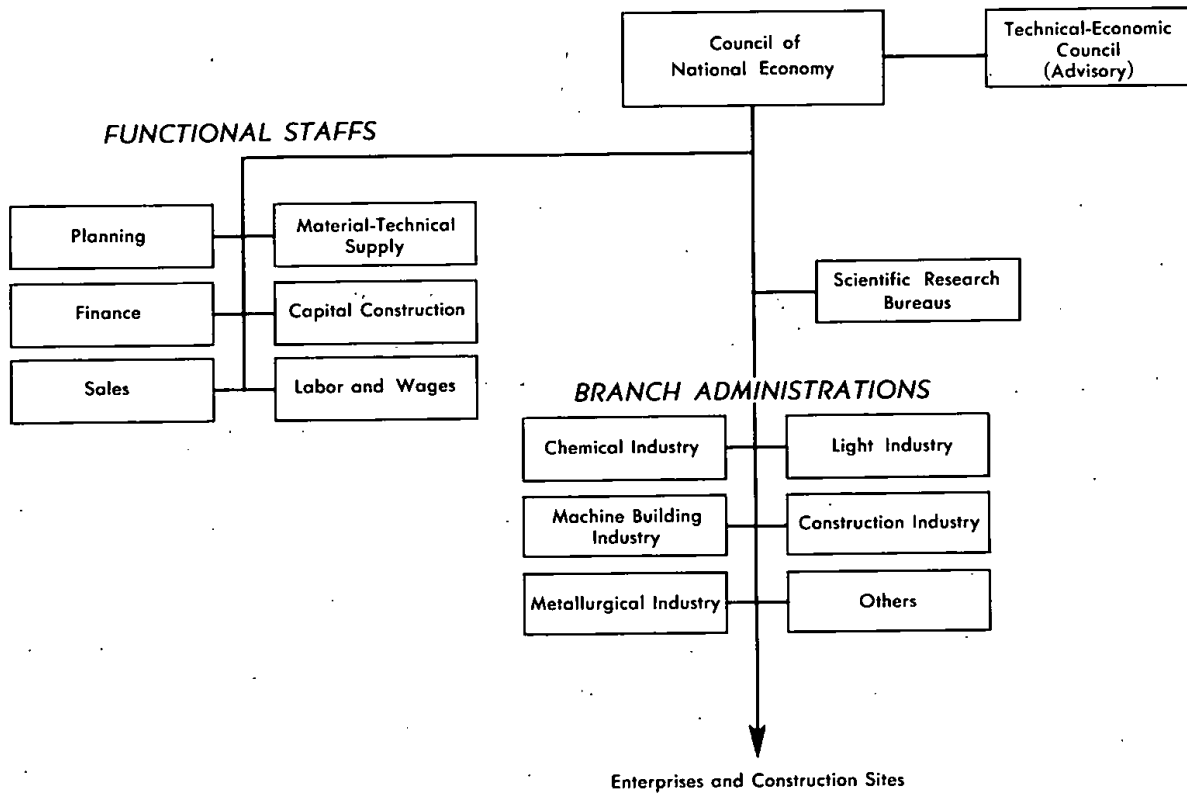 Council of
National Economy
Technical-Economic
Council
(Advisory)
FUNCTIONAL STAFFS
Planning
Material-Technical
Supply
Finance
Capital Construction
Sales
Labor and Wages
Scientific Research
Bureaus
BRANCH ADMINISTRATIONS
Chemical Industry
Light Industry
Machine Building
Industry
Construction Industry
Metallurgical Industry
Others
Enterprises and Construction Sites